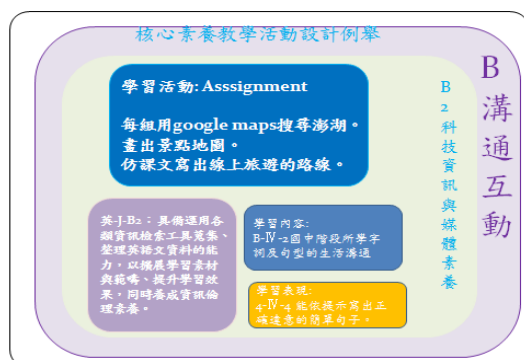 核心素養教學活動設計例舉
學習活動: Asssignment
每組用google maps搜尋澎湖。
畫出景點地圖。
仿課文寫出線上旅遊的路線。
英-J-B2：具備運用各
類資訊檢索工具蒐集、
整理英語文資料的能
力，以擴展學習素材
與範疇、提升學習效
果，同時養成資訊倫
理素養。
學習內容:
B-Ⅳ-2國中階段所學字
詞及句型的生活溝通
學習表現:
4-Ⅳ-4 能依提示寫出正
確達意的簡單句子。
B2科技資訊與媒體素養
B溝通互動